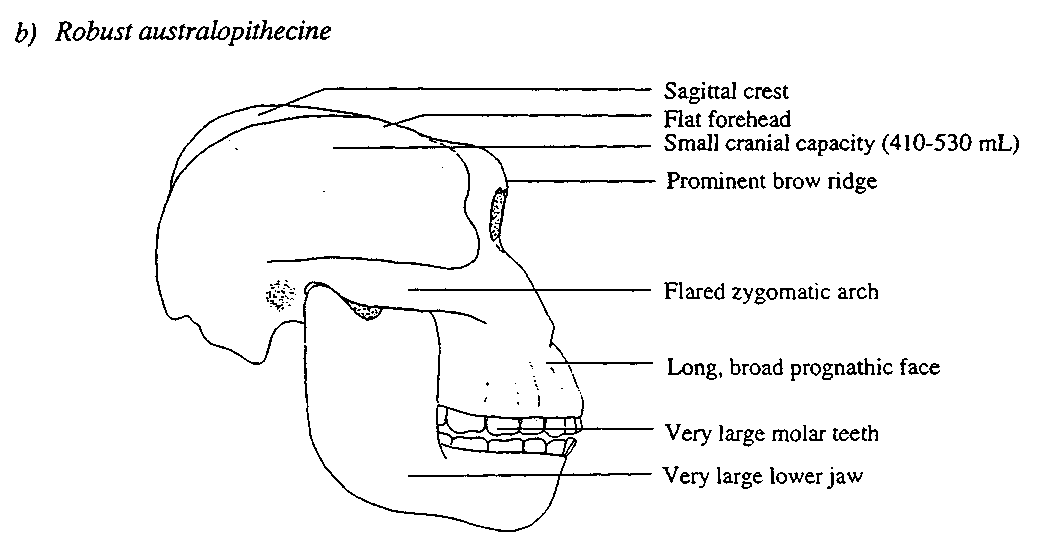 b) Robust australopithecine
Sagittal crest
Flat forehead
Small cranial capacity (410-530 mL)
Prominent brow ridge
Flared zygomatic arch
Long, broad prognathic face
Very large molar teeth
Very large lower jaw